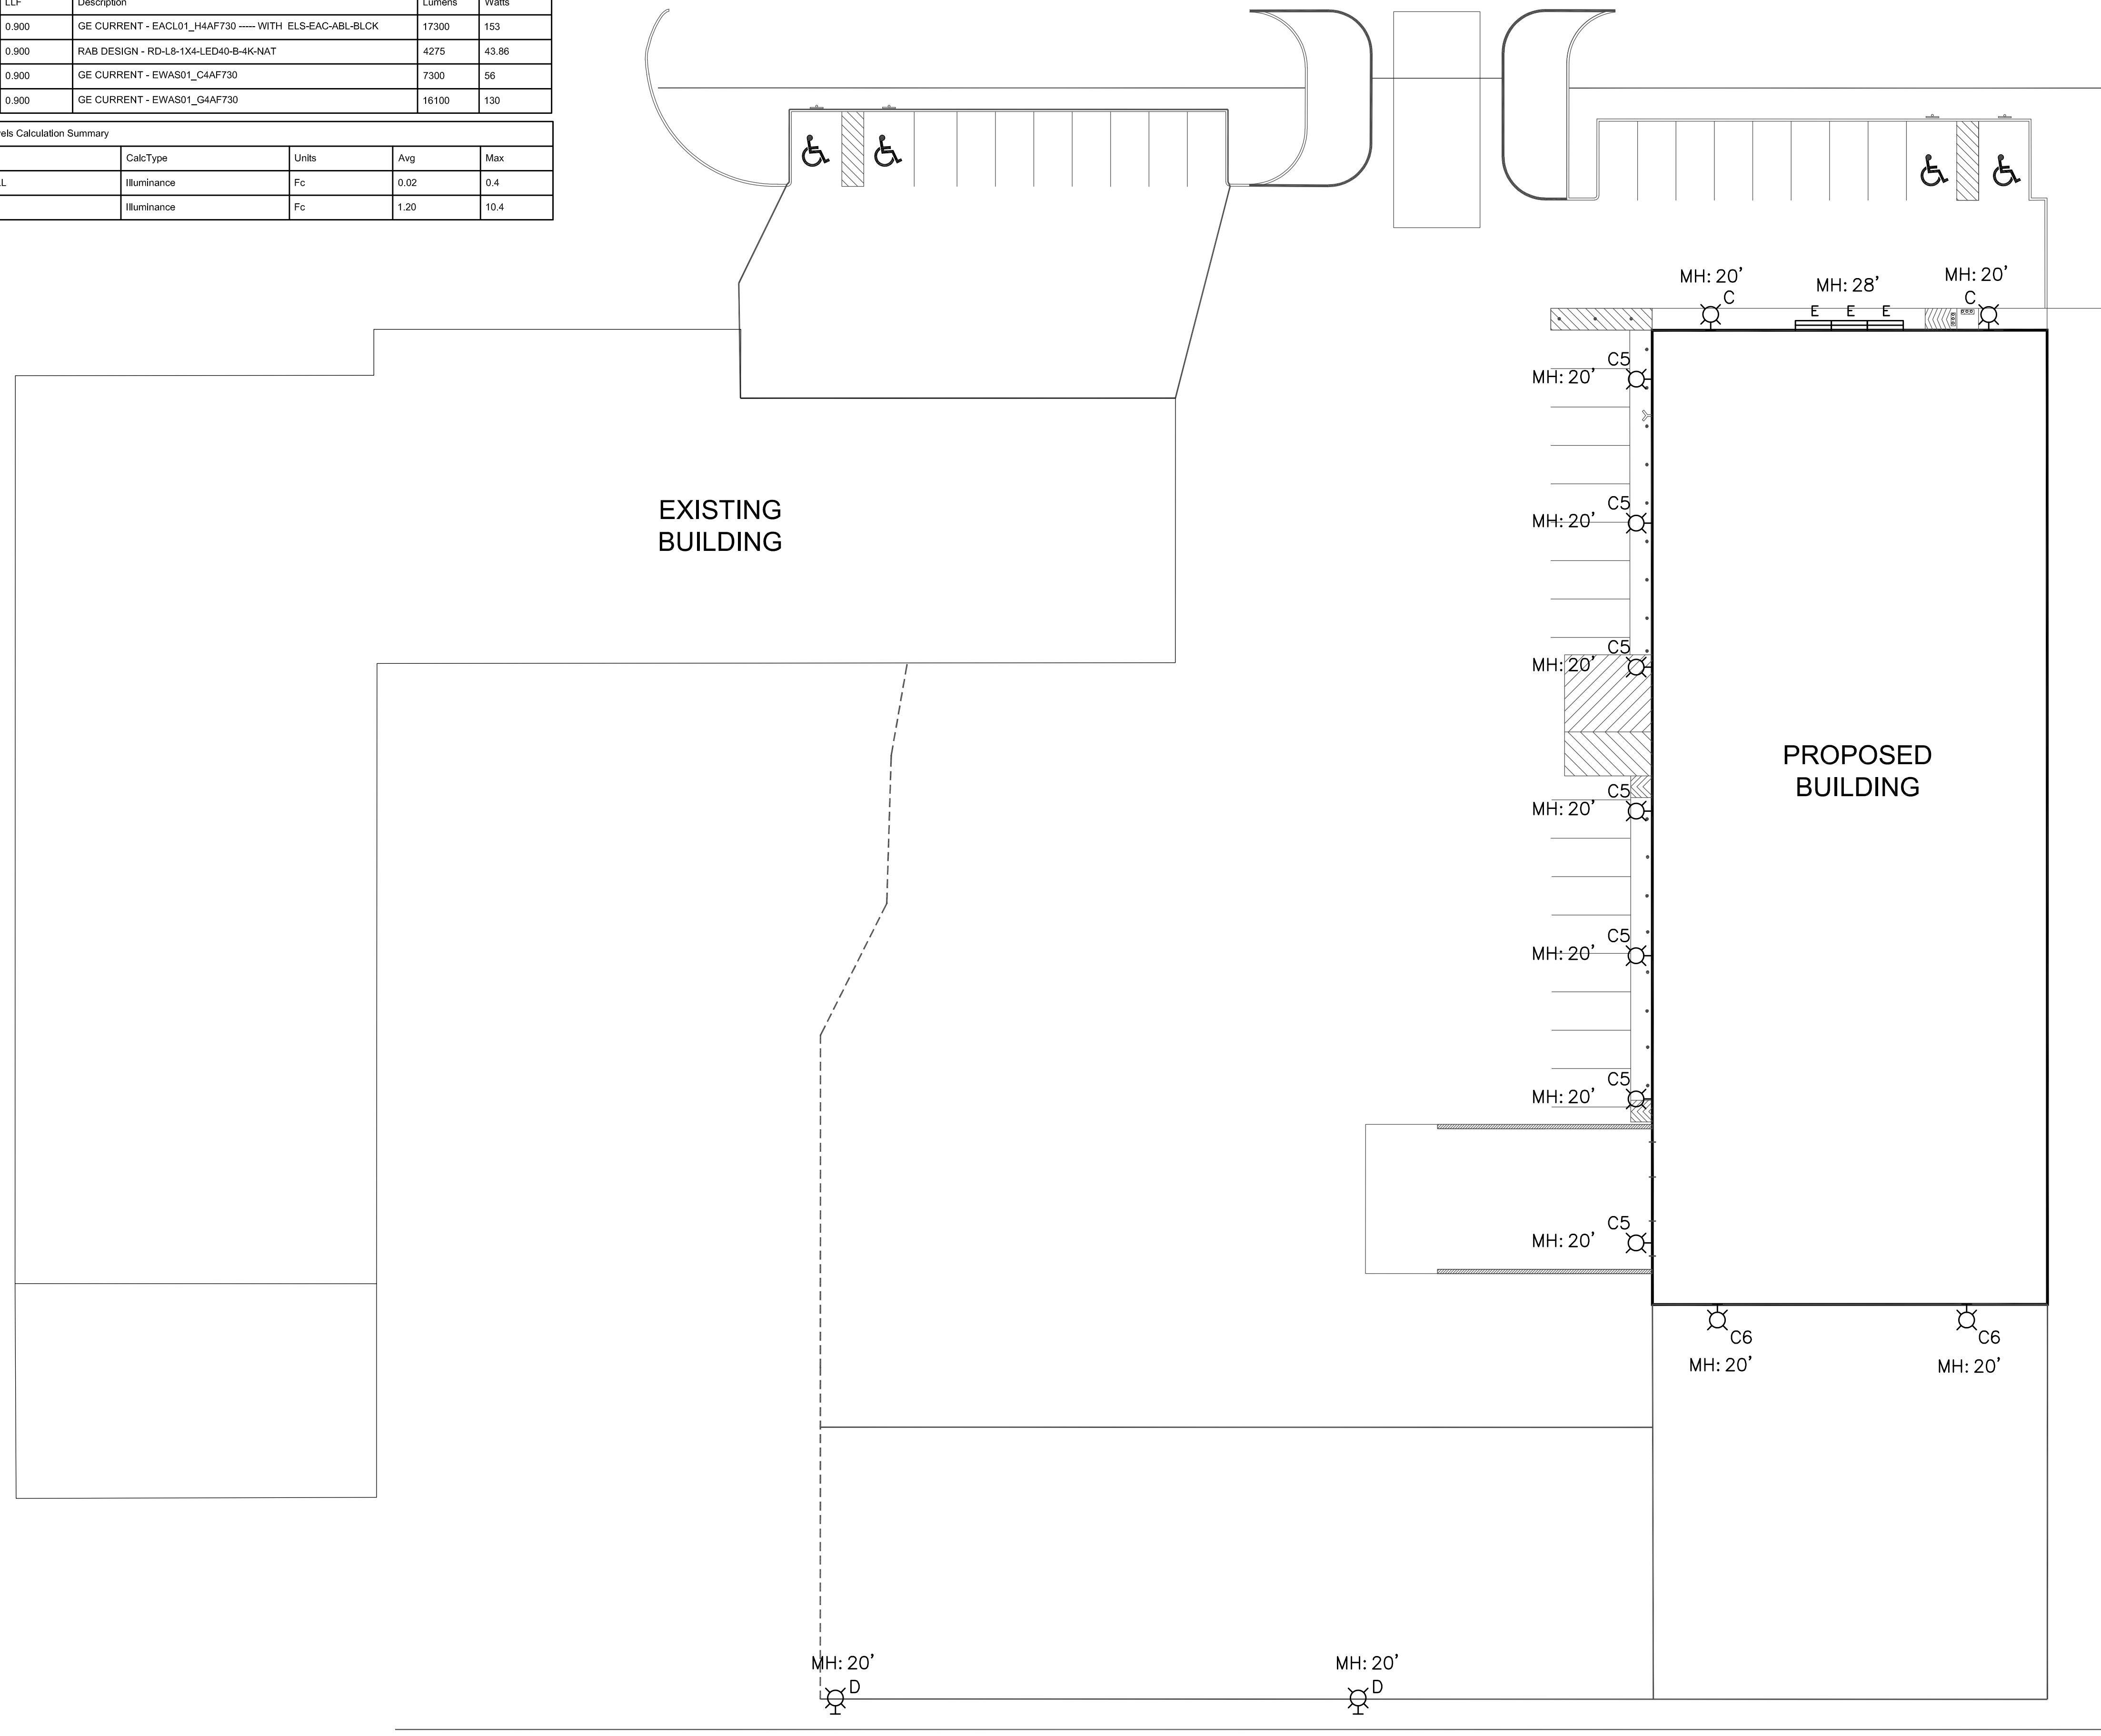 LLF Description Lumens Watts
0.900 GE CURRENT - EACL01_H4AF730 ----- WITH ELS-EAC-ABL-BLCK 17300 153
0.900 RAB DESIGN - RD-L8-1X4-LED40-B-4K-NAT 4275 43.86
0.900 GE CURRENT - EWAS01_C4AF730 7300 56
0.900 GE CURRENT - EWAS01_G4AF730 16100 130
els Calculation Summary
CalcType Units Avg Max
L Illuminance Fc 0.02 0.4
Illuminance Fc 1.20 10.4
MH: 20' MH: 28' MH: 20'
C E E E C
C5
MH: 20'
EXISTING
BUILDING
C5
MH: 20'
C5
MH: 20'
PROPOSED
BUILDING
C5
MH: 20'
C5
MH: 20'
C5
MH: 20'
C5
MH: 20'
C6 C6
MH: 20' MH: 20'
MH: 20' MH: 20'
D D